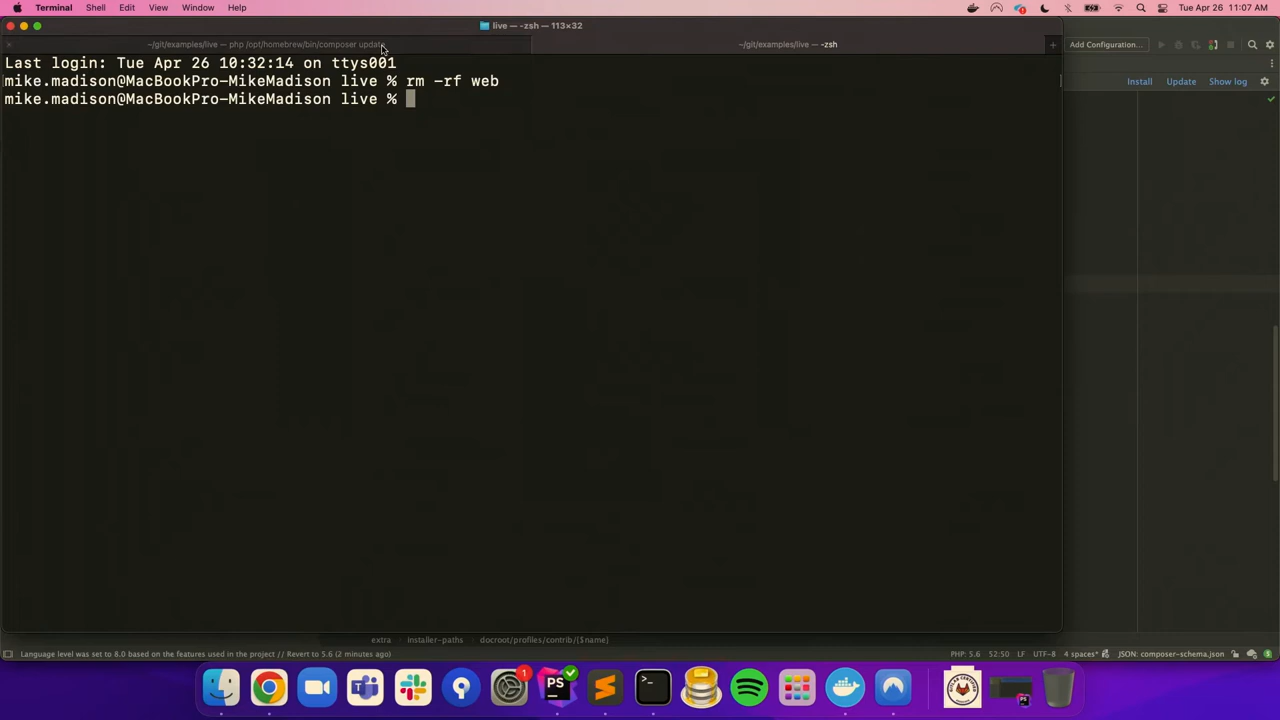 Terminal Shell Edit View Window Help
Tue Apr 26 11:07 AM
live — -zsh — 113×32
~/git/examples/live — php /opt/homebrew/bin/composer update
~/git/examples/live — -zsh
+
Add Configuration...
Last login: Tue Apr 26 10:32:14 on ttys001
mike.madison@MacBookPro-MikeMadison live % rm -rf web
Install Update Show log
mike.madison@MacBookPro-MikeMadison live %
extra installer-paths docroot/profiles/contrib/{$name}
Language level was set to 8.0 based on the features used in the project // Revert to 5.6 (2 minutes ago)
PHP: 5.6 52:50 LF UTF-8 4 spaces JSON: composer-schema.json
1
PS
>_
PS